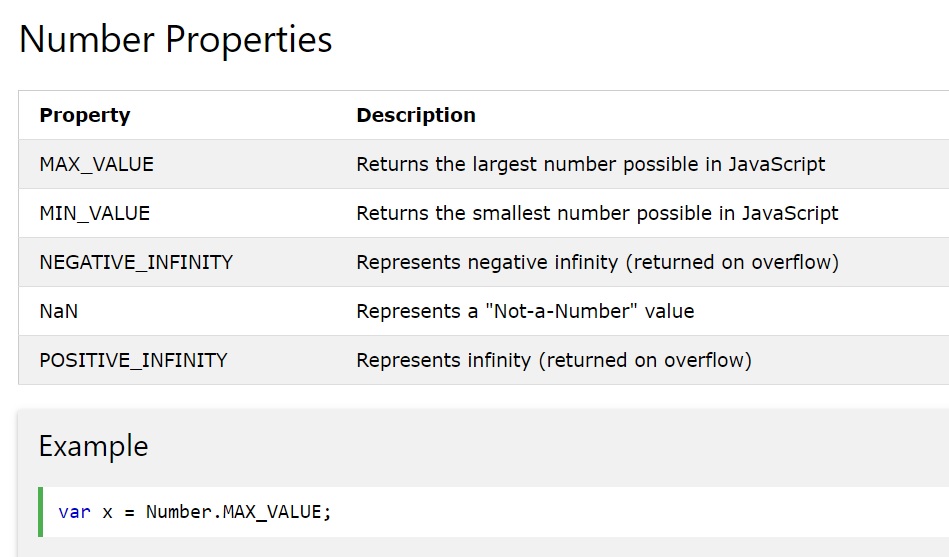 Number Properties
Property Description
MAX_VALUE Returns the largest number possible in JavaScript
MIN_VALUE Returns the smallest number possible in JavaScript
NEGATIVE_INFINITY Represents negative infinity (returned on overflow)
NaN Represents a "Not-a-Number" value
POSITIVE_INFINITY Represents infinity (returned on overflow)
Example
var x = Number.MAX_VALUE;